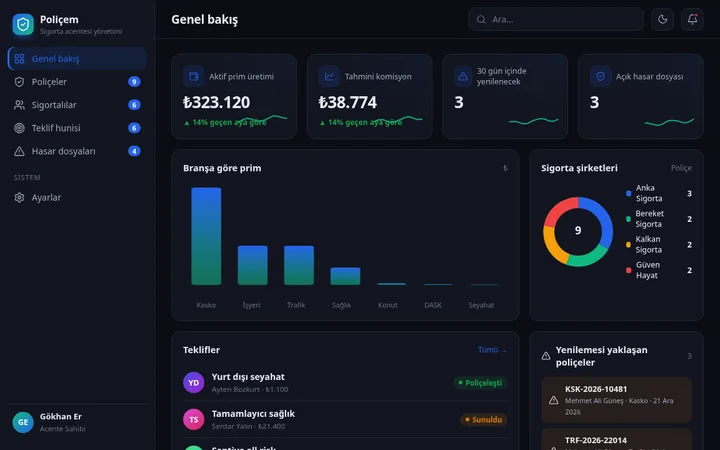 Poliçem
Sigorta acentesi yönetimi
Genel bakış
Poliçeler 9
Sigortalılar 6
Teklif hunisi 6
Hasar dosyaları 4
SİSTEM
Ayarlar
GE
Gökhan Er
Acente Sahibi
Genel bakış
Ara...
Aktif prim üretimi
₺323.120
▲ 14% geçen aya göre
Tahmini komisyon
₺38.774
▲ 14% geçen aya göre
30 gün içinde
yenilenecek
3
Açık hasar dosyası
3
Branşa göre prim ₺
Kasko İşyeri Trafik Sağlık Konut DASK Seyahat
Sigorta şirketleri Poliçe
9
Anka
Sigorta 3
Bereket
Sigorta 2
Kalkan
Sigorta 2
Güven
Hayat 2
Teklifler Tümü →
YD
Yurt dışı seyahat
Ayten Bozkurt · ₺1.100
Poliçeleşti
TS
Tamamlayıcı sağlık
Serdar Yalın · ₺21.400
Sunuldu
Yenilemesi yaklaşan
poliçeler 3
KSK-2026-10481
Mehmet Ali Güneş · Kasko · 21 Ara
2026
TRF-2026-22014